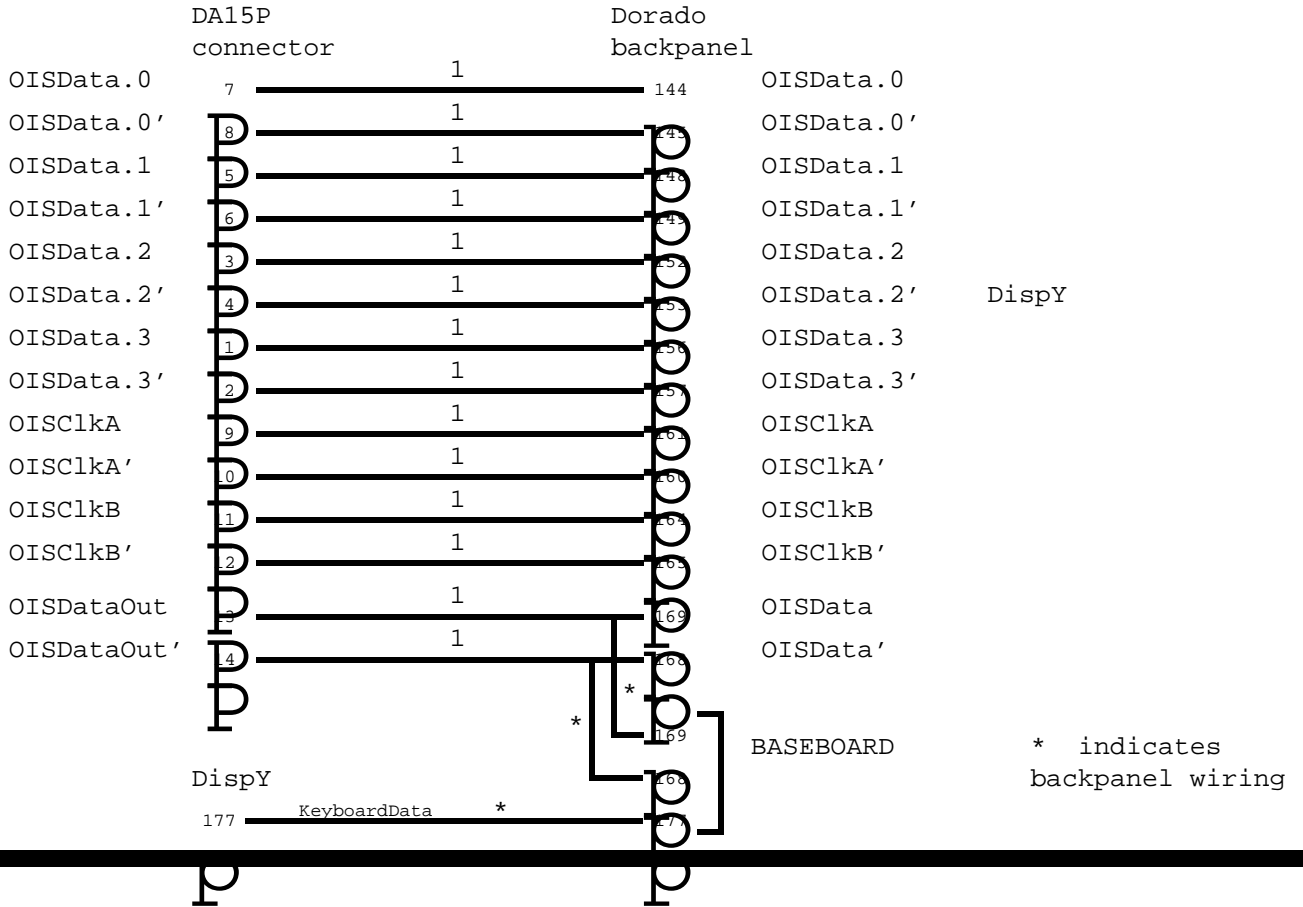 DA15P Dorado
connector backpanel
OISData.0 7 1 144 OISData.0
OISData.0' 8 1 145 OISData.0'
OISData.1 5 1 148 OISData.1
OISData.1' 6 1 149 OISData.1'
OISData.2 3 1 152 OISData.2
OISData.2' 4 1 153 OISData.2' DispY
OISData.3 1 1 156 OISData.3
OISData.3' 2 1 157 OISData.3'
OISClkA 9 1 161 OISClkA
OISClkA' 10 1 160 OISClkA'
OISClkB 11 1 164 OISClkB
OISClkB' 12 1 165 OISClkB'
OISDataOut 13 1 169 OISData
OISDataOut' 14 1 168 OISData'
*
*
169 BASEBOARD * indicates
DispY 168 backpanel wiring
177 KeyboardData * 177